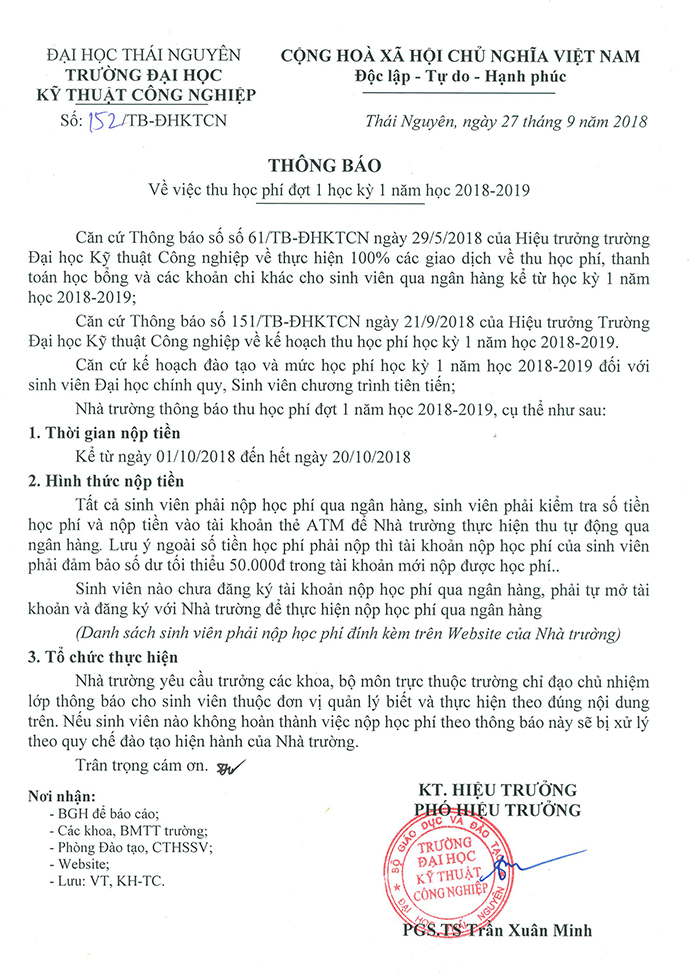 ĐẠI HỌC THÁI NGUYÊN
TRƯỜNG ĐẠI HỌC
KỸ THUẬT CÔNG NGHIỆP
Số: 152/TB-ĐHKTCN
CỘNG HOÀ XÃ HỘI CHỦ NGHĨA VIỆT NAM
Độc lập - Tự do - Hạnh phúc
Thái Nguyên, ngày 27 tháng 9 năm 2018
THÔNG BÁO
Về việc thu học phí đợt 1 học kỳ 1 năm học 2018-2019
Căn cứ Thông báo số số 61/TB-ĐHKTCN ngày 29/5/2018 của Hiệu trưởng trường
Đại học Kỹ thuật Công nghiệp về thực hiện 100% các giao dịch về thu học phí, thanh
toán học bổng và các khoản chi khác cho sinh viên qua ngân hàng kể từ học kỳ 1 năm
học 2018-2019;
Căn cứ Thông báo số 151/TB-ĐHKTCN ngày 21/9/2018 của Hiệu trưởng Trường
Đại học Kỹ thuật Công nghiệp về kế hoạch thu học phí học kỳ 1 năm học 2018-2019.
Căn cứ kế hoạch đào tạo và mức học phí học kỳ 1 năm học 2018-2019 đối với
sinh viên Đại học chính quy, Sinh viên chương trình tiên tiến;
Nhà trường thông báo thu học phí đợt 1 năm học 2018-2019, cụ thể như sau:
1. Thời gian nộp tiền
Kể từ ngày 01/10/2018 đến hết ngày 20/10/2018
2. Hình thức nộp tiền
Tất cả sinh viên phải nộp học phí qua ngân hàng, sinh viên phải kiểm tra số tiền
học phí và nộp tiền vào tài khoản thẻ ATM để Nhà trường thực hiện thu tự động qua
ngân hàng. Lưu ý ngoài số tiền học phí phải nộp thì tài khoản nộp học phí của sinh viên
phải đảm bảo số dư tối thiểu 50.000đ trong tài khoản mới nộp được học phí..
Sinh viên nào chưa đăng ký tài khoản nộp học phí qua ngân hàng, phải tự mở tài
khoản và đăng ký với Nhà trường để thực hiện nộp học phí qua ngân hàng
(Danh sách sinh viên phải nộp học phí đính kèm trên Website của Nhà trường)
3. Tổ chức thực hiện
Nhà trường yêu cầu trưởng các khoa, bộ môn trực thuộc trường chỉ đạo chủ nhiệm
lớp thông báo cho sinh viên thuộc đơn vị quản lý biết và thực hiện theo đúng nội dung
trên. Nếu sinh viên nào không hoàn thành việc nộp học phí theo thông báo này sẽ bị xử lý
theo quy chế đào tạo hiện hành của Nhà trường.
Trân trọng cám ơn.
Nơi nhận:
- BGH để báo cáo;
- Các khoa, BMTT trường;
- Phòng Đào tạo, CTHSSV;
- Website;
- Lưu: VT, KH-TC.
KT. HIỆU TRƯỞNG
PHÓ HIỆU TRƯỞNG
GIÁO DỤC VÀ ĐÀO TẠO
TRƯỜNG
ĐẠI HỌC
KỸ THUẬT
CÔNG NGHIỆP
ĐẠI HỌC THÁI NGUYÊN
PGS.TS Trần Xuân Minh